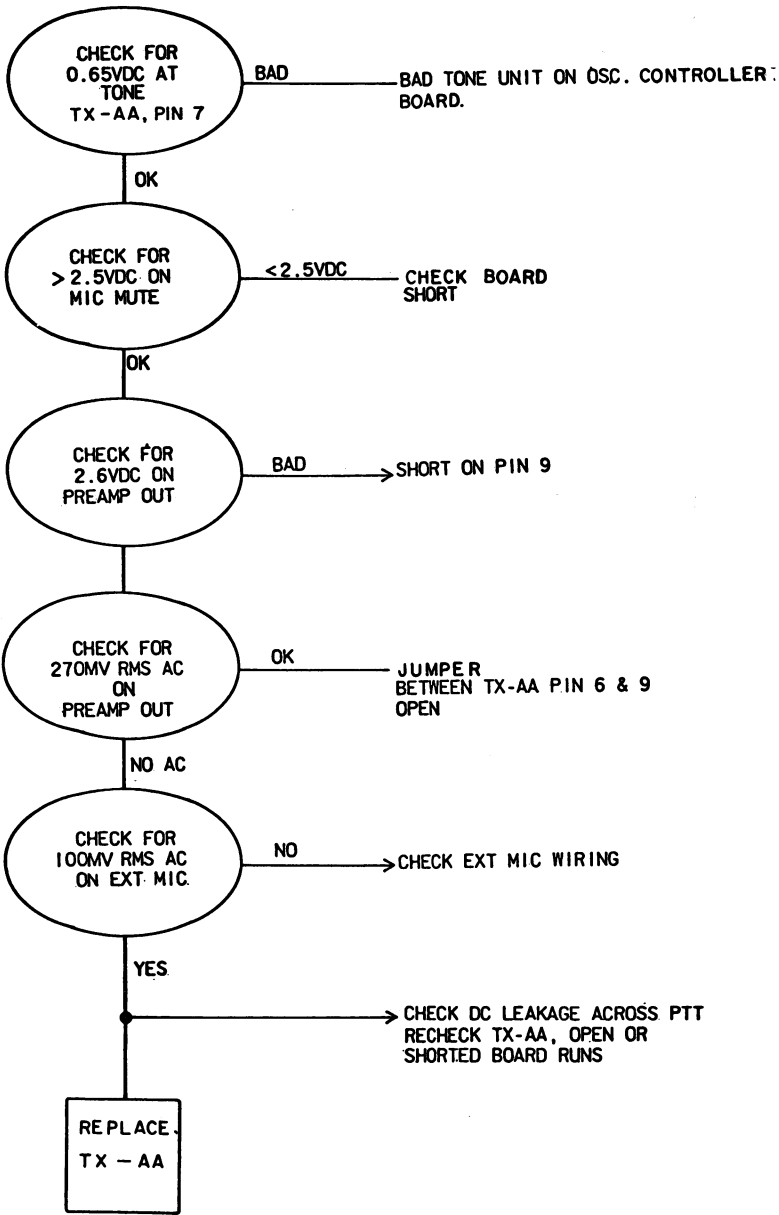 CHECK FOR
0.65VDC AT
TONE
TX-AA, PIN 7
BAD
BAD TONE UNIT ON OSC. CONTROLLER
BOARD.
OK
CHECK FOR
>2.5VDC ON
MIC MUTE
<2.5VDC
CHECK BOARD
SHORT
OK
CHECK FOR
2.6VDC ON
PREAMP OUT
BAD
SHORT ON PIN 9
CHECK FOR
270MV RMS AC
ON
PREAMP OUT
OK
JUMPER
BETWEEN TX-AA PIN 6 & 9
OPEN
NO AC
CHECK FOR
100MV RMS AC
ON EXT MIC.
NO
CHECK EXT MIC WIRING
YES
CHECK DC LEAKAGE ACROSS PTT
RECHECK TX-AA, OPEN OR
SHORTED BOARD RUNS
REPLACE
TX-AA